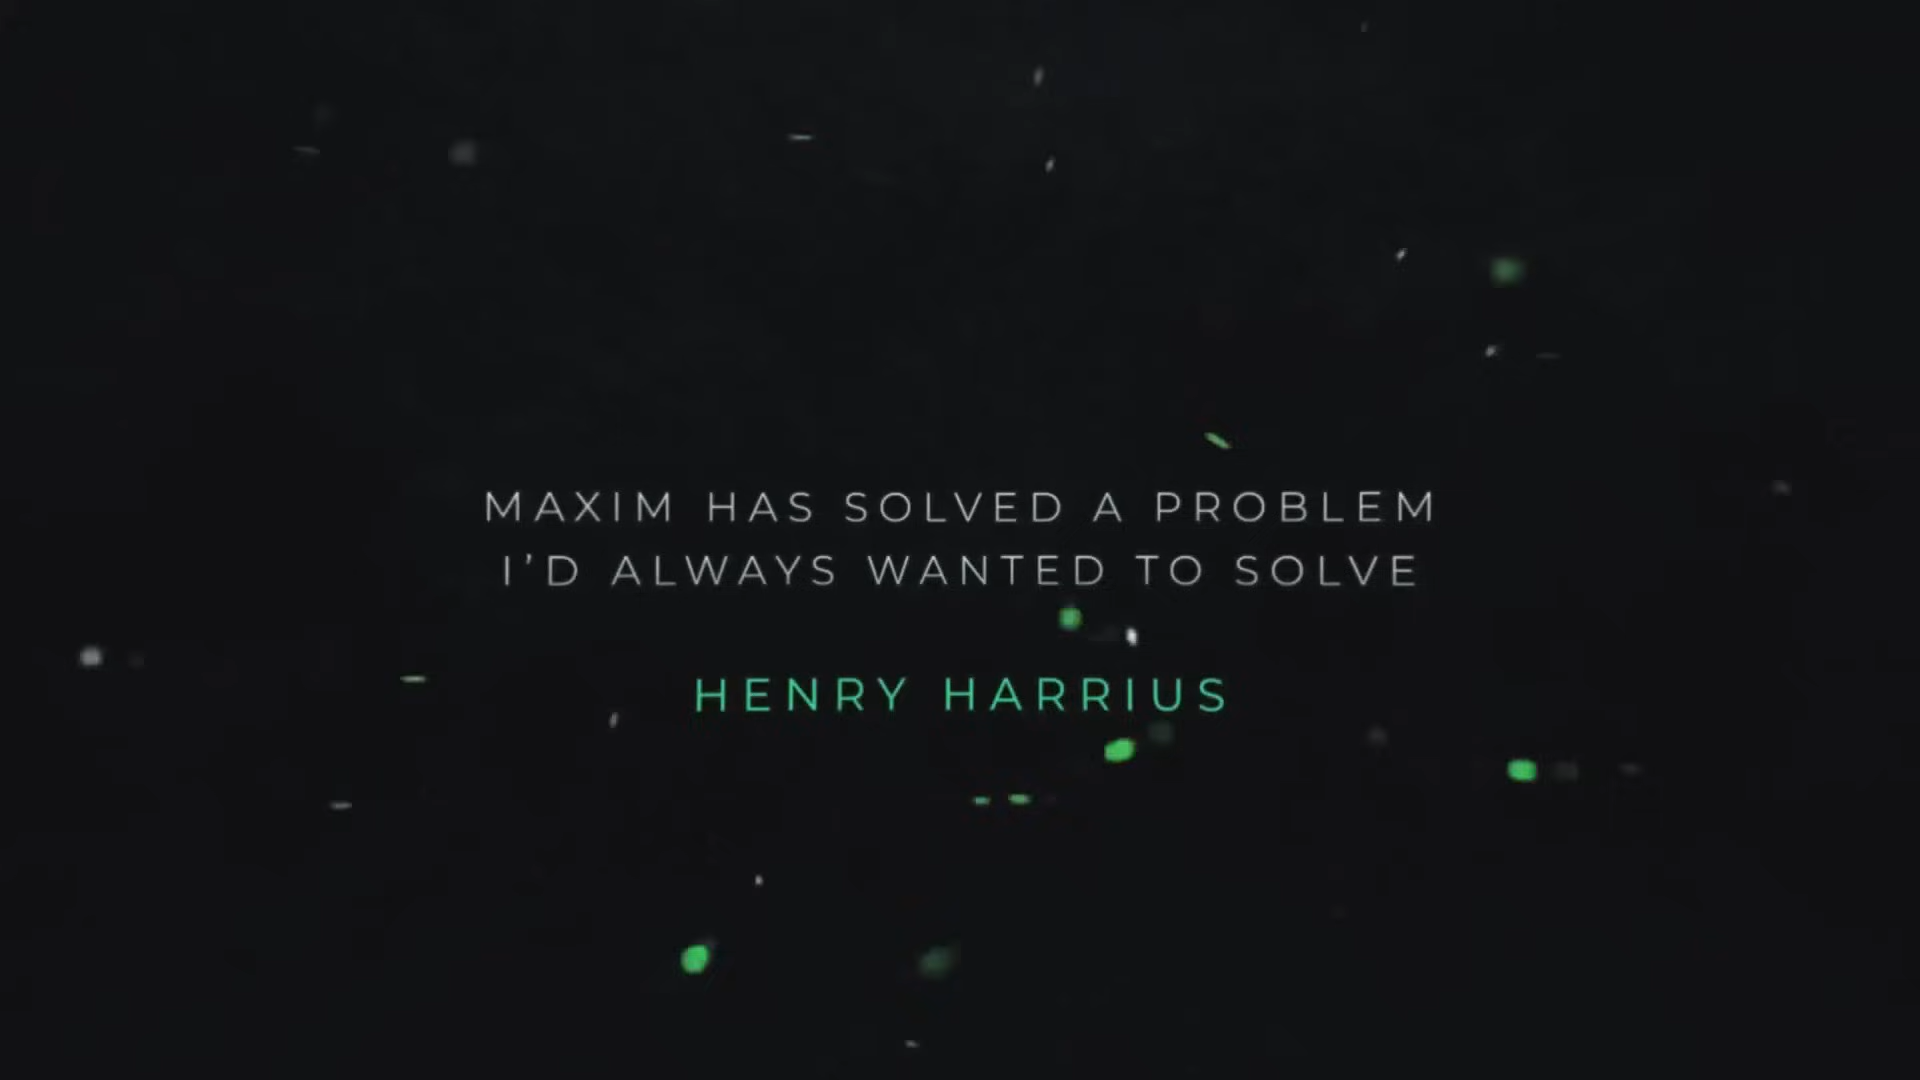 MAXIM HAS SOLVED A PROBLEM
I’D ALWAYS WANTED TO SOLVE
HENRY HARRIUS